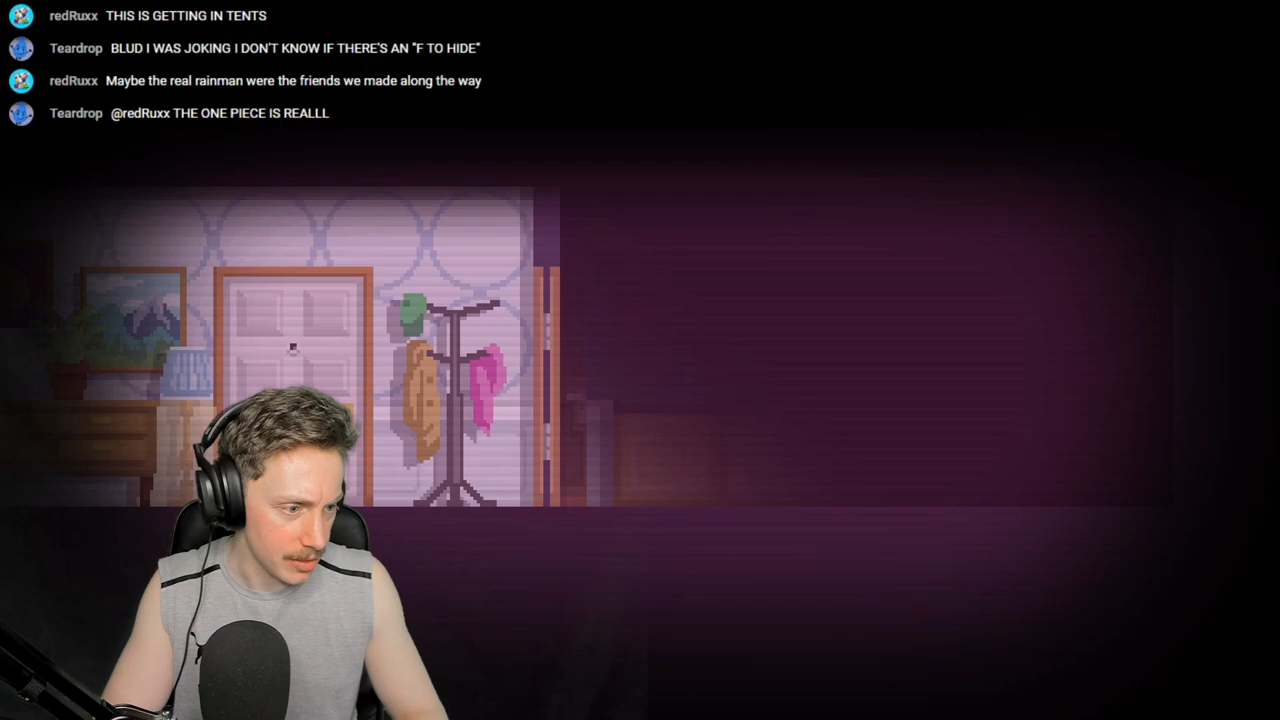 redRuxx THIS IS GETTING IN TENTS
Teardrop BLUD I WAS JOKING I DON'T KNOW IF THERE'S AN "F TO HIDE"
redRuxx Maybe the real rainman were the friends we made along the way
Teardrop @redRuxx THE ONE PIECE IS REALLL